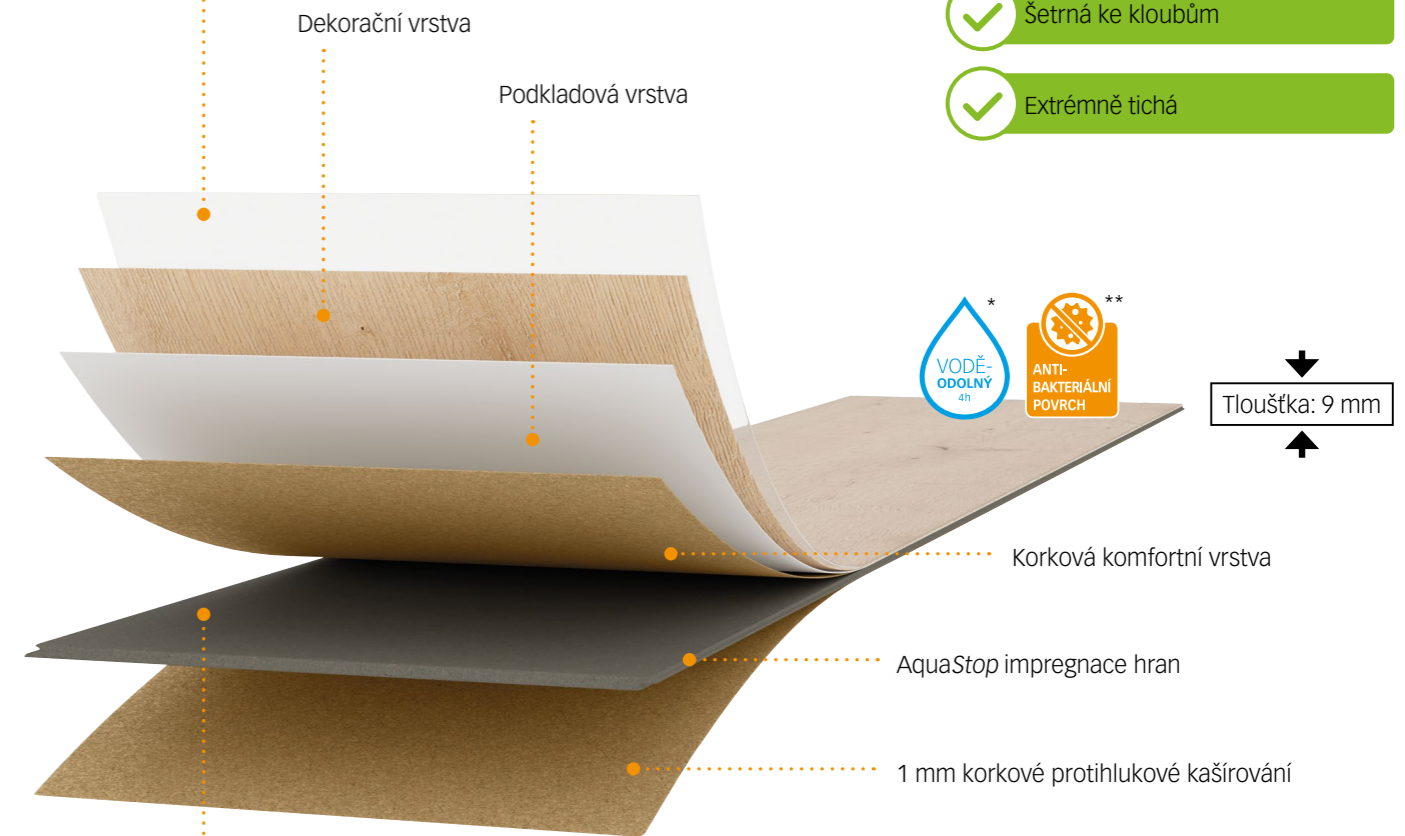 Šetrná ke kloubům
Dekorační vrstva
Podkladová vrstva
Extrémně tichá
*
**
VODĚ-
ODOLNÝ
4h
ANTI-
BAKTERIÁLNÍ
POVRCH
Tloušťka: 9 mm
Korková komfortní vrstva
AquaStop impregnace hran
1 mm korkové protihlukové kašírování